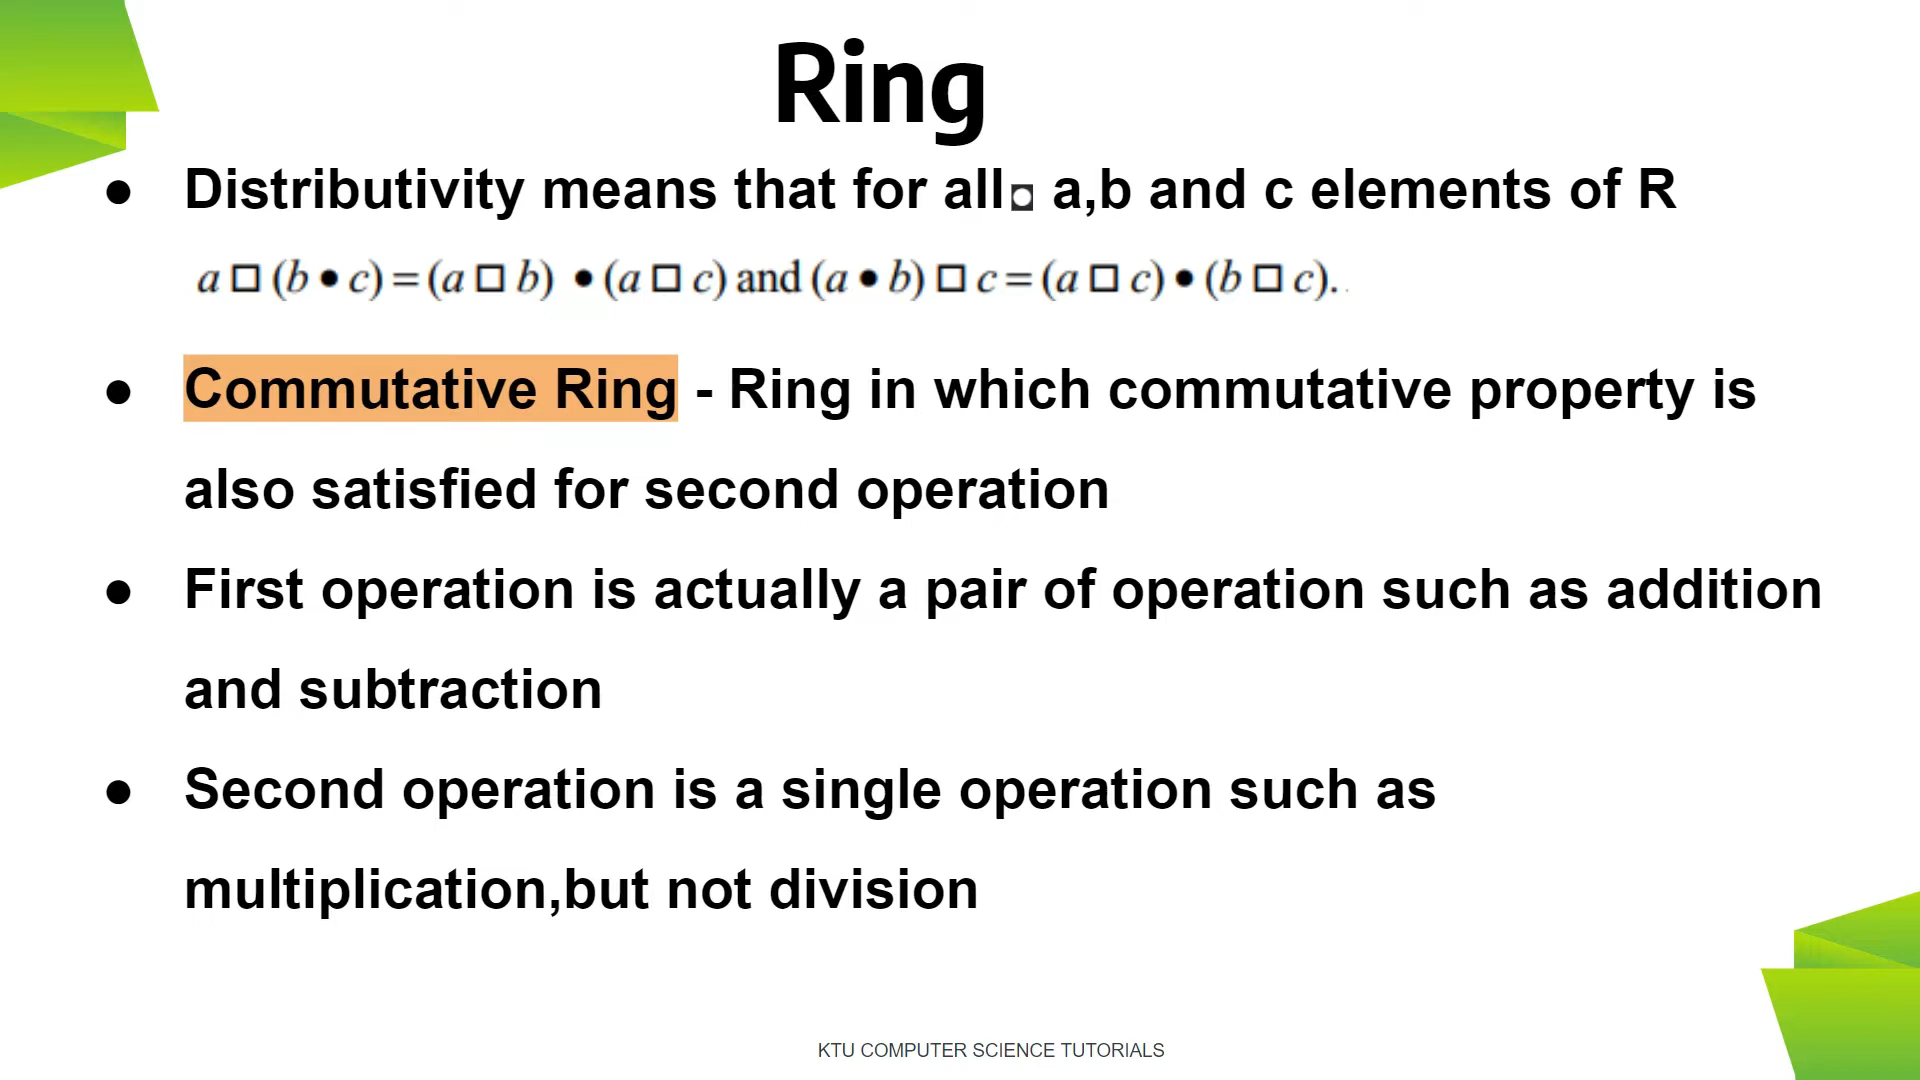 Ring
● Distributivity means that for all◘ a,b and c elements of R
a □ (b ● c) = (a □ b) ● (a □ c) and (a ● b) □ c = (a □ c) ● (b □ c).
● Commutative Ring - Ring in which commutative property is
also satisfied for second operation
● First operation is actually a pair of operation such as addition
and subtraction
● Second operation is a single operation such as
multiplication,but not division
KTU COMPUTER SCIENCE TUTORIALS